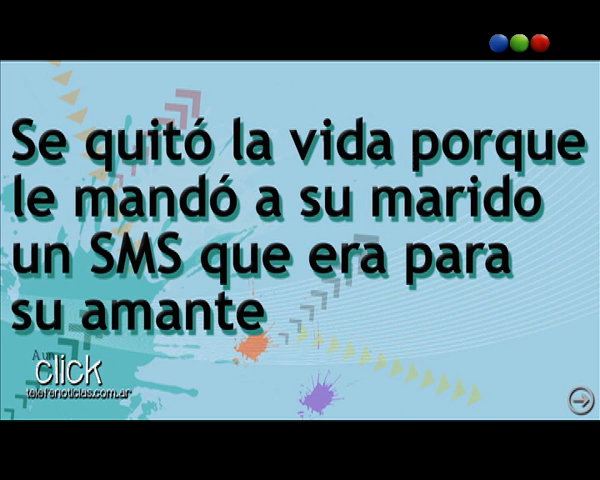 Se quitó la vida porque
le mandó a su marido
un SMS que era para
su amante
A un
click
telefenoticias.com.ar